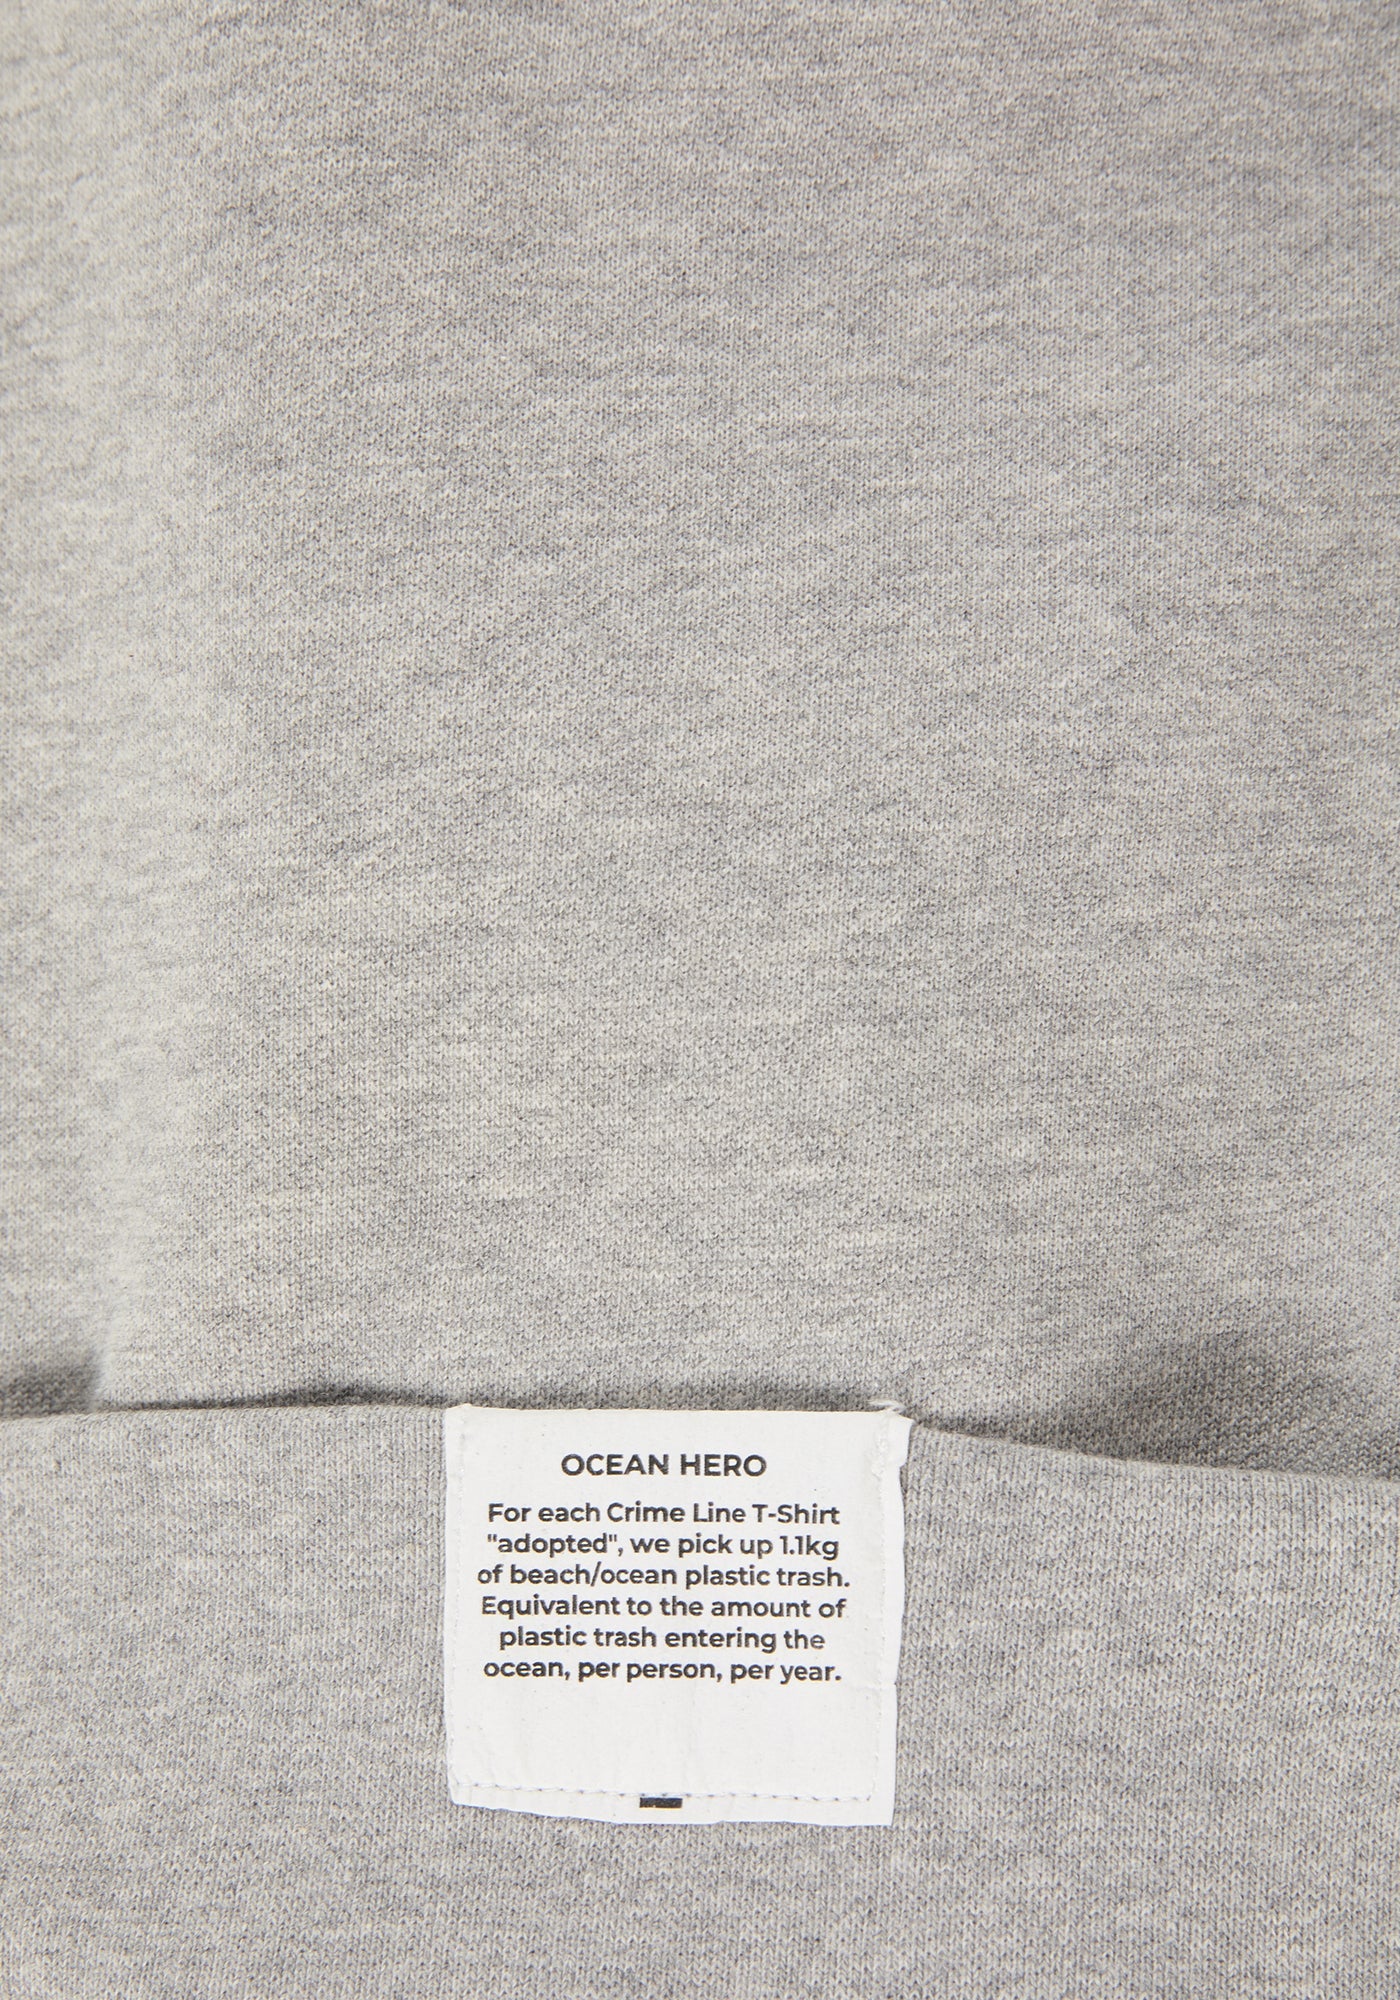 OCEAN HERO
For each Crime Line T-Shirt
"adopted", we pick up 1.1kg
of beach/ocean plastic trash.
Equivalent to the amount of
plastic trash entering the
ocean, per person, per year.